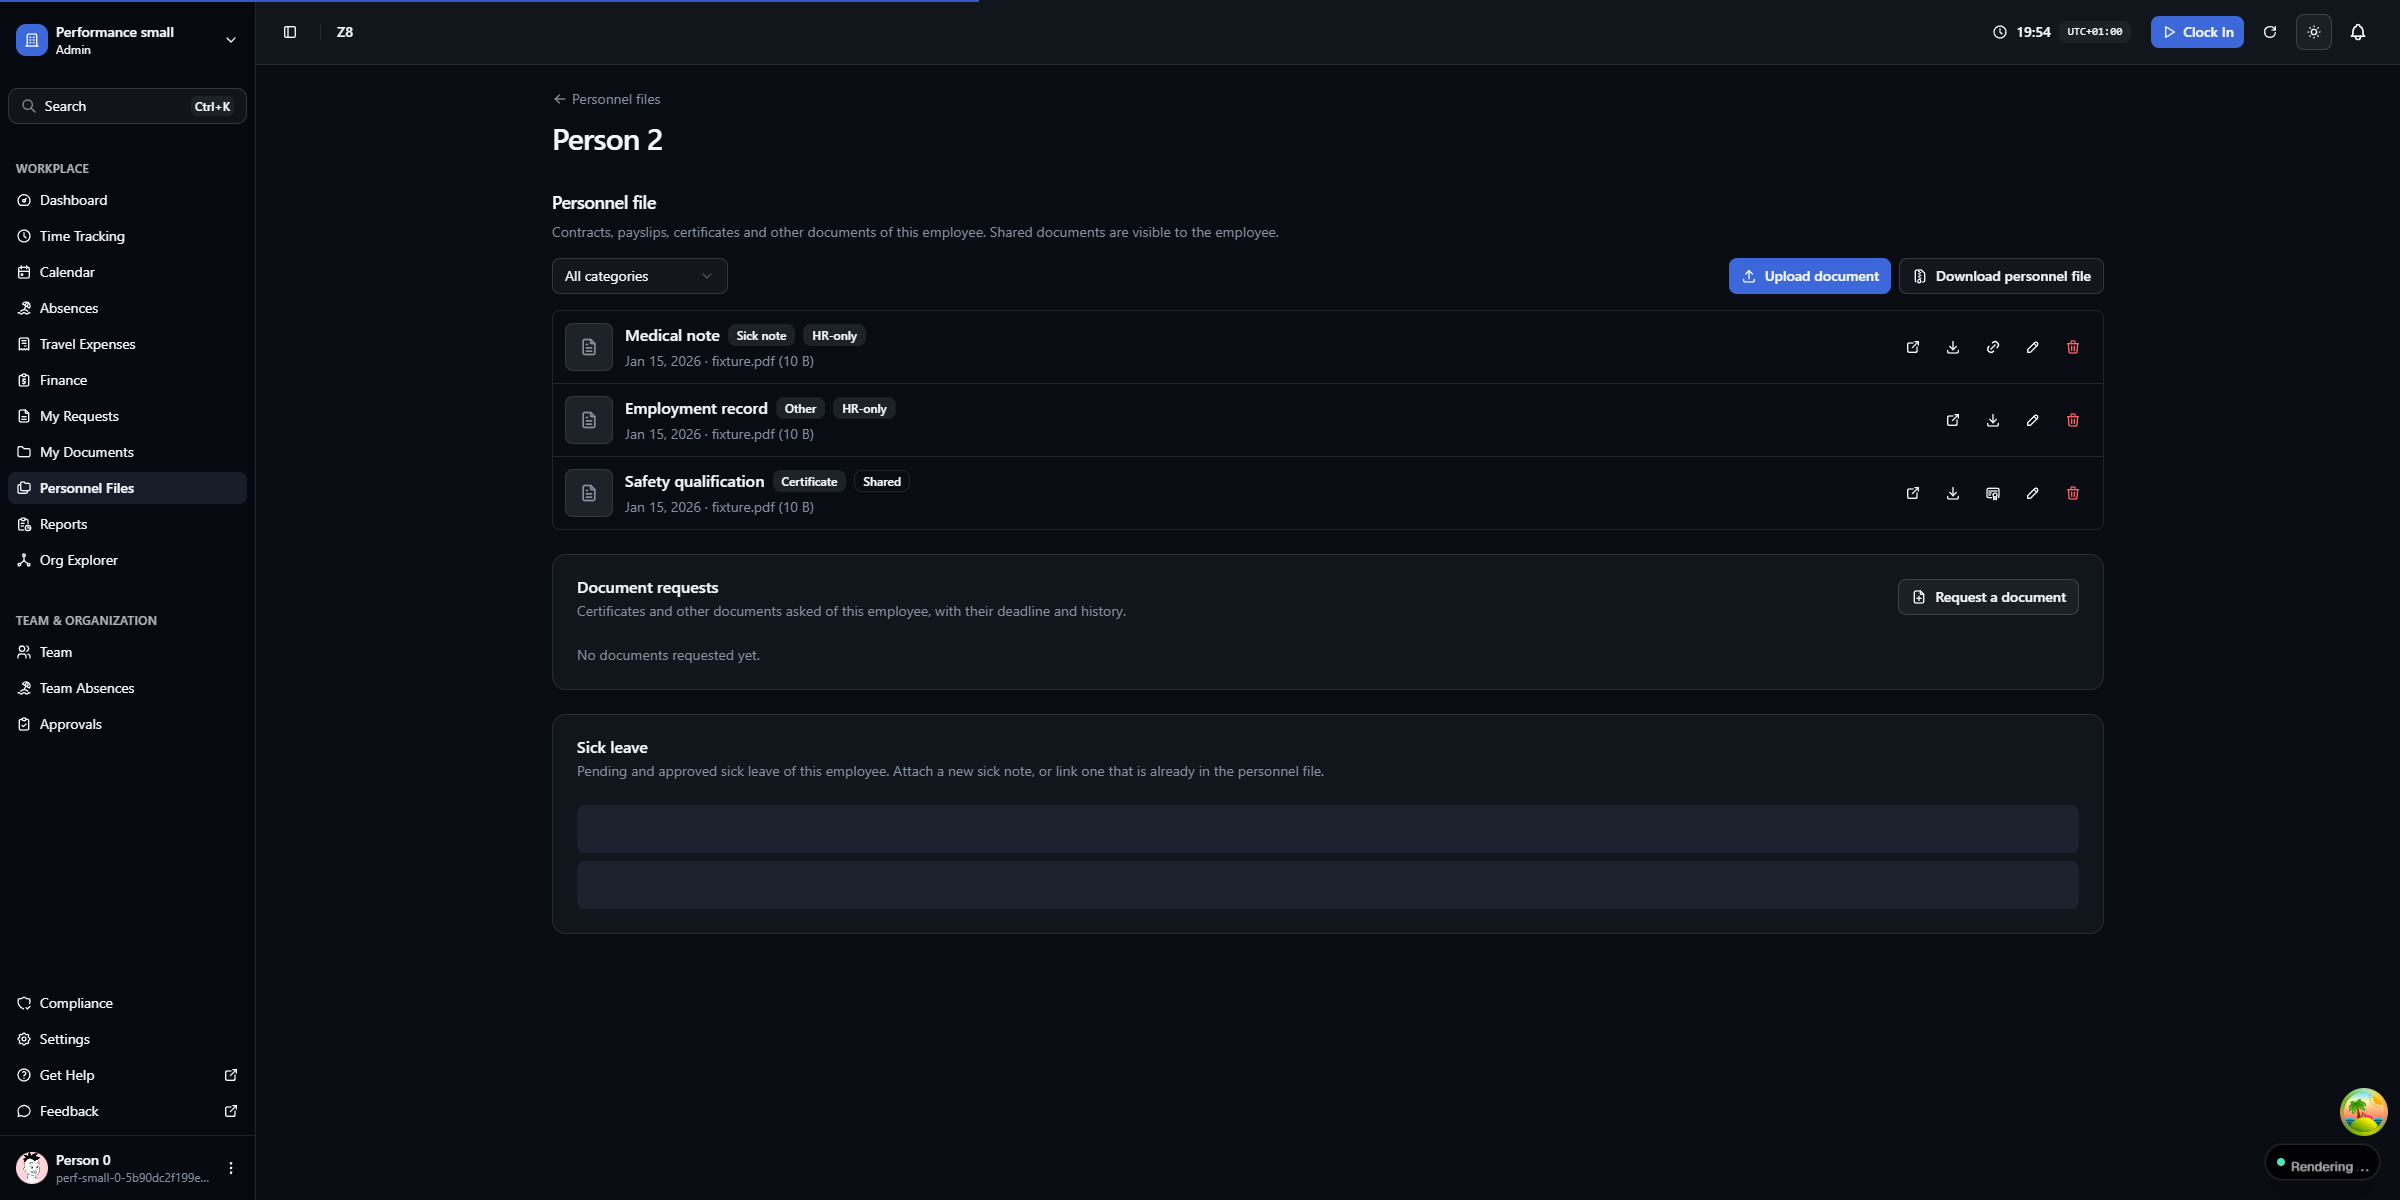 Performance small
Admin
Z8
19:54
UTC+01:00
Clock In
Search
Ctrl+K
WORKPLACE
Dashboard
Time Tracking
Calendar
Absences
Travel Expenses
Finance
My Requests
My Documents
Personnel Files
Reports
Org Explorer
TEAM & ORGANIZATION
Team
Team Absences
Approvals
Compliance
Settings
Get Help
Feedback
Person 0
perf-small-0-5b90dc2f199e...
Personnel files
Person 2
Personnel file
Contracts, payslips, certificates and other documents of this employee. Shared documents are visible to the employee.
All categories
Upload document
Download personnel file
Medical note Sick note HR-only
Jan 15, 2026 · fixture.pdf (10 B)
Employment record Other HR-only
Jan 15, 2026 · fixture.pdf (10 B)
Safety qualification Certificate Shared
Jan 15, 2026 · fixture.pdf (10 B)
Document requests
Certificates and other documents asked of this employee, with their deadline and history.
Request a document
No documents requested yet.
Sick leave
Pending and approved sick leave of this employee. Attach a new sick note, or link one that is already in the personnel file.
Rendering ...